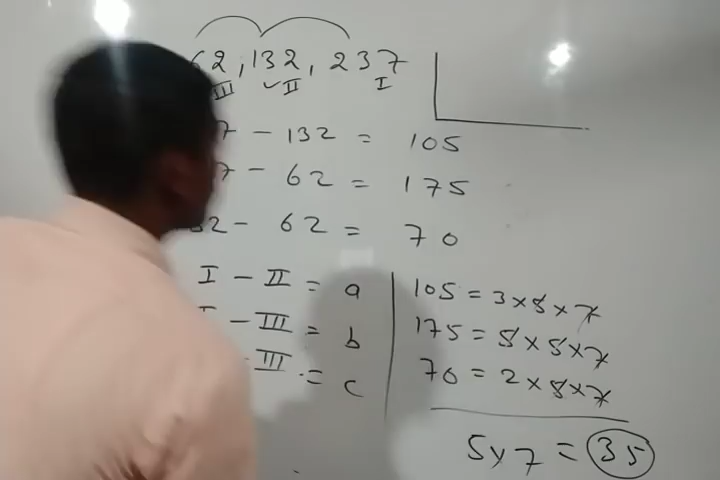 62, 132, 237
III ✓ II I
7 - 132 = 105
7 - 62 = 175
32 - 62 = 70
I - II = a
I - III = b
- III = c
105 = 3 × 5 × 7
175 = 5 × 5 × 7
70 = 2 × 5 × 7
5 × 7 = 35